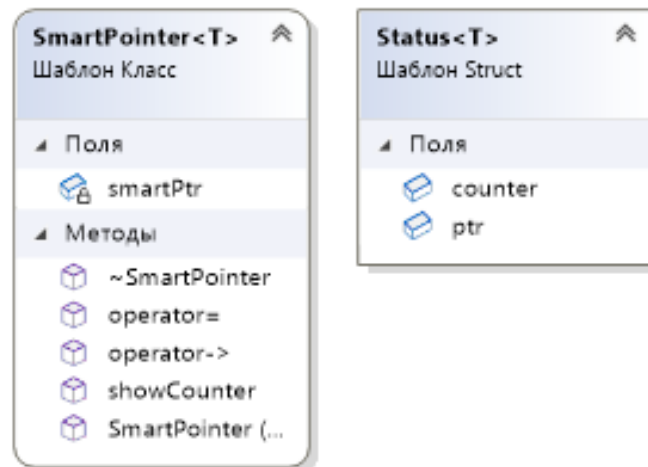 SmartPointer<T>
Шаблон Класс
Поля
smartPtr
Методы
~SmartPointer
operator=
operator->
showCounter
SmartPointer (...
Status<T>
Шаблон Struct
Поля
counter
ptr